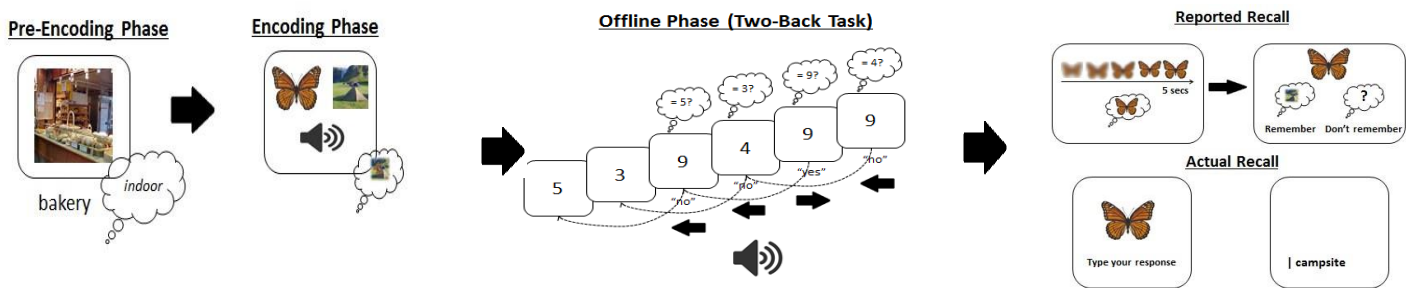 Pre-Encoding Phase
indoor
bakery
Encoding Phase
Offline Phase (Two-Back Task)
= 5?
= 3?
= 9?
= 4?
5
3
9
4
9
9
“no”
“no”
“yes”
“no”
Reported Recall
5 secs
?
Remember
Don’t remember
Actual Recall
Type your response
| campsite